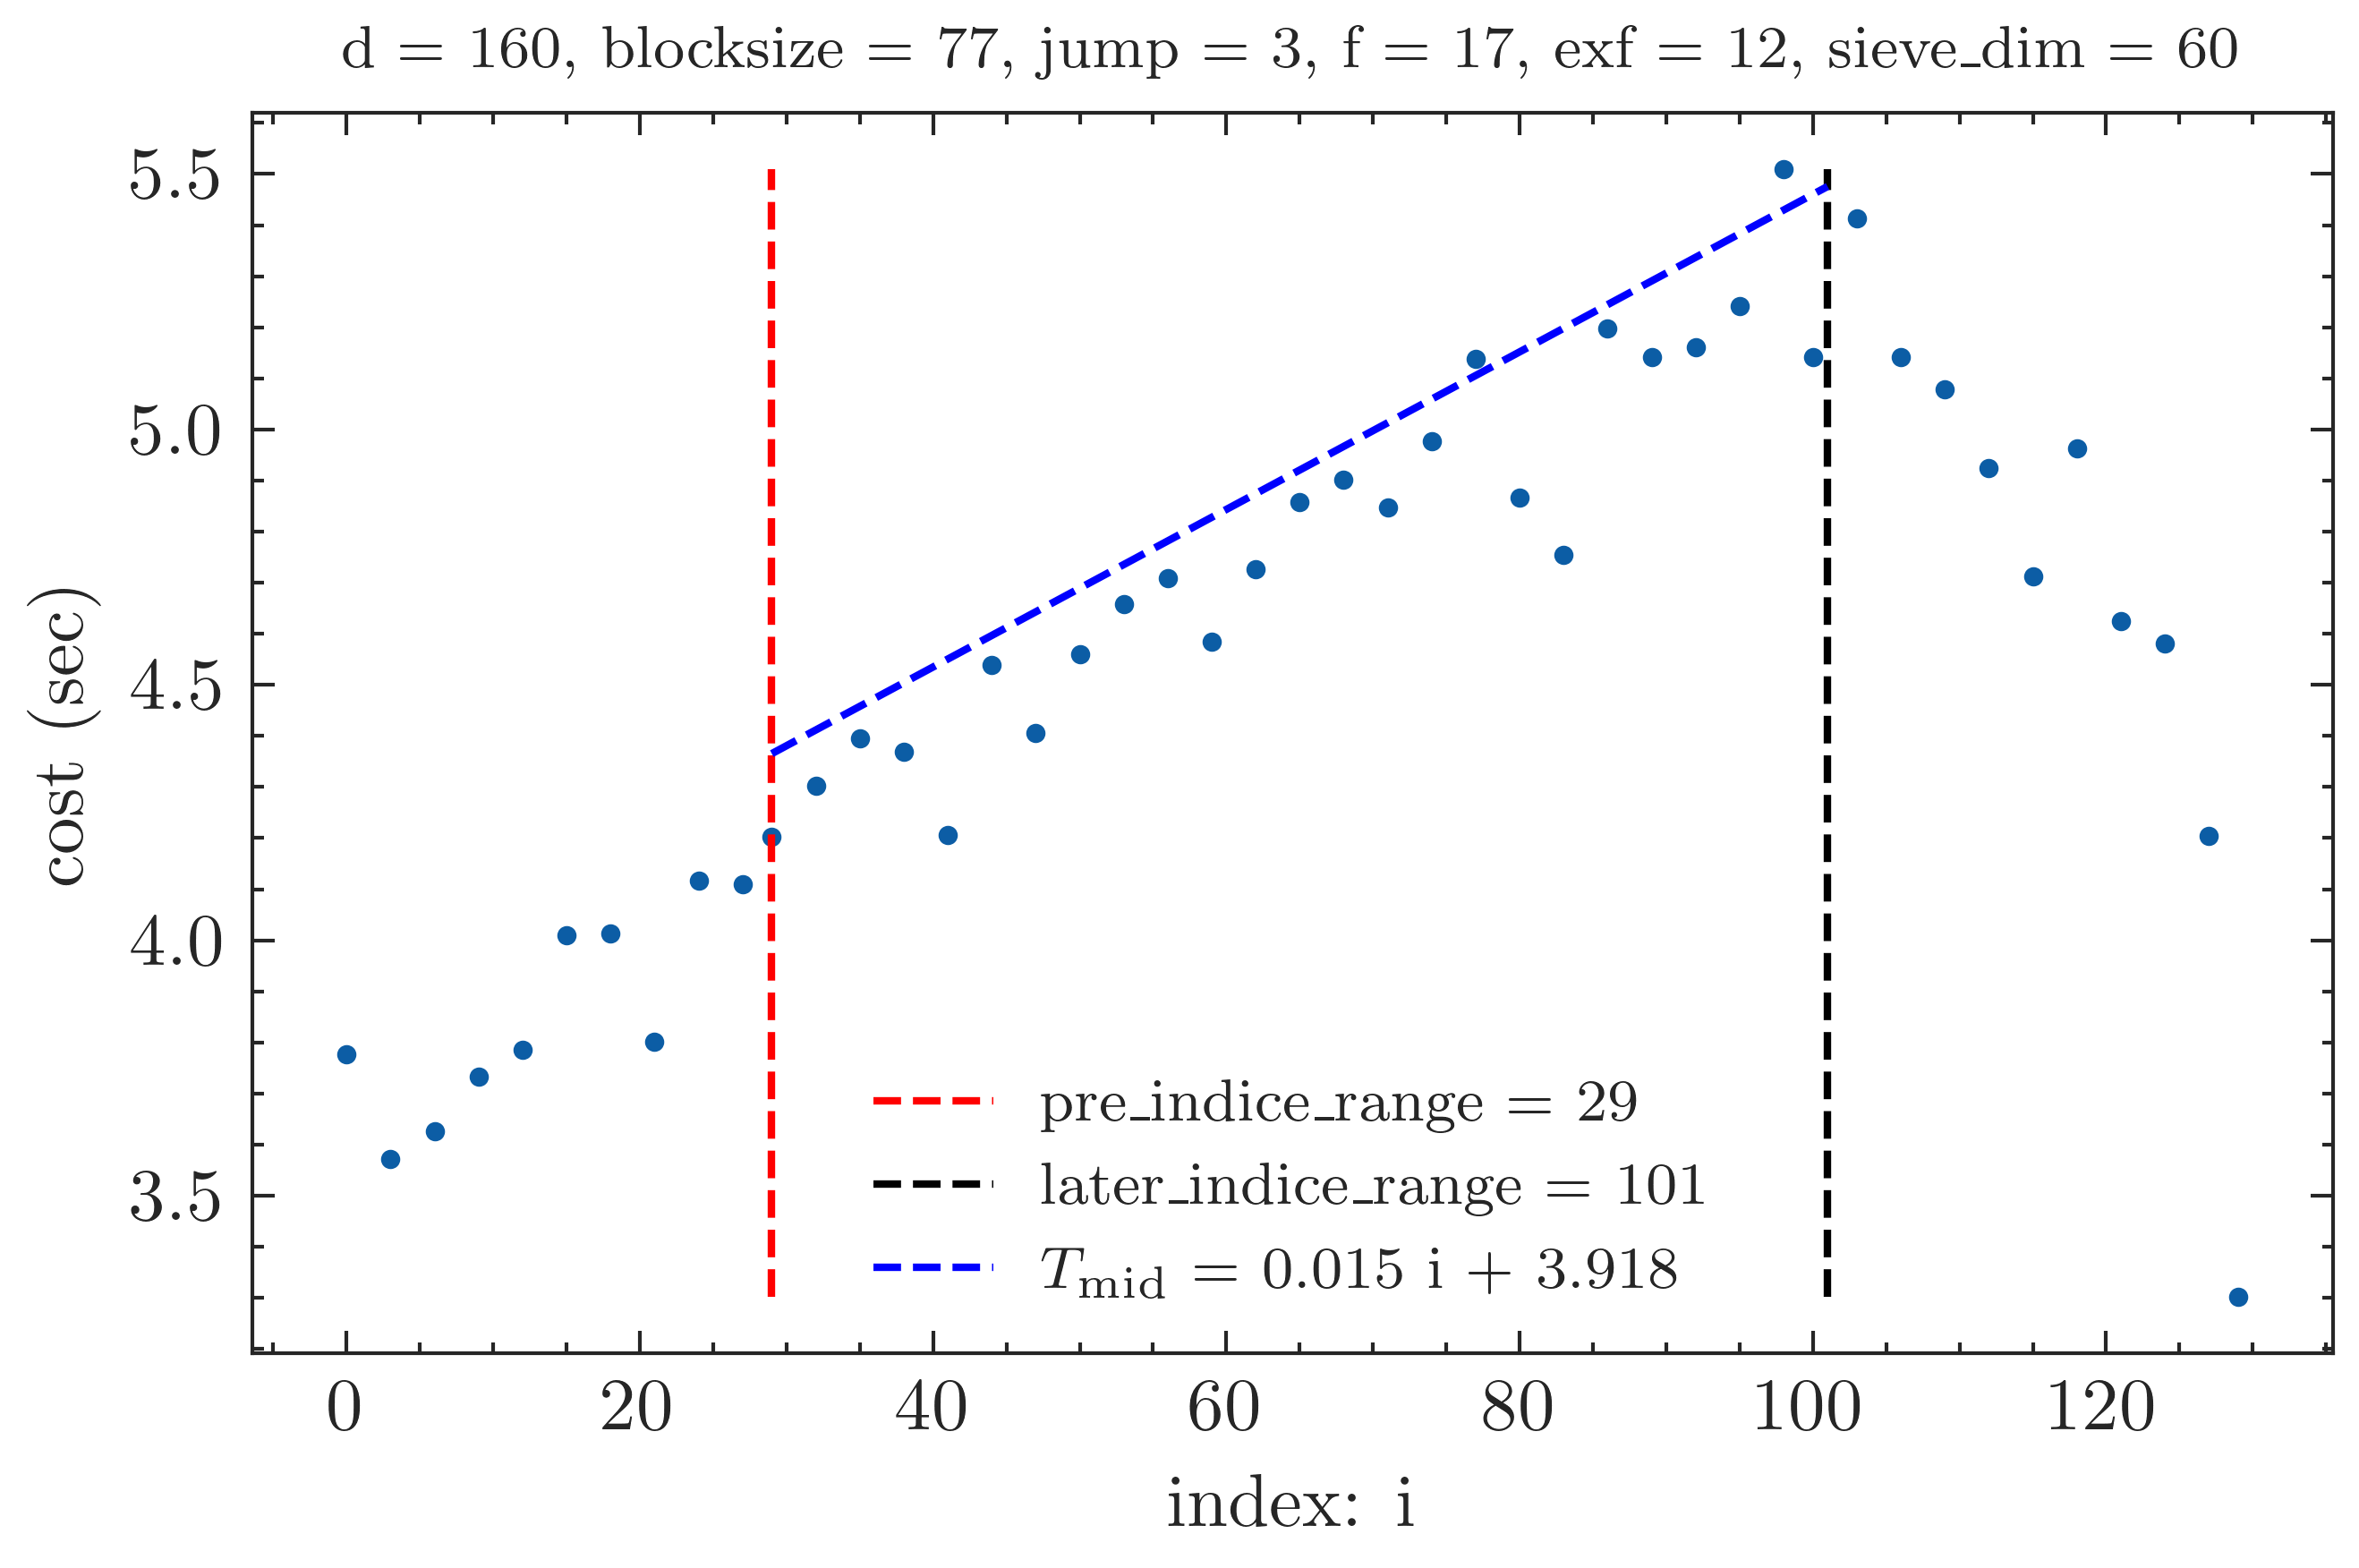 d = 160, blocksize = 77, jump = 3, f = 17, exf = 12, sieve_dim = 60
5.5
5.0
4.5
4.0
3.5
cost (sec)
pre_indice_range = 29
later_indice_range = 101
T_mid = 0.015 i + 3.918
0 20 40 60 80 100 120
index: i